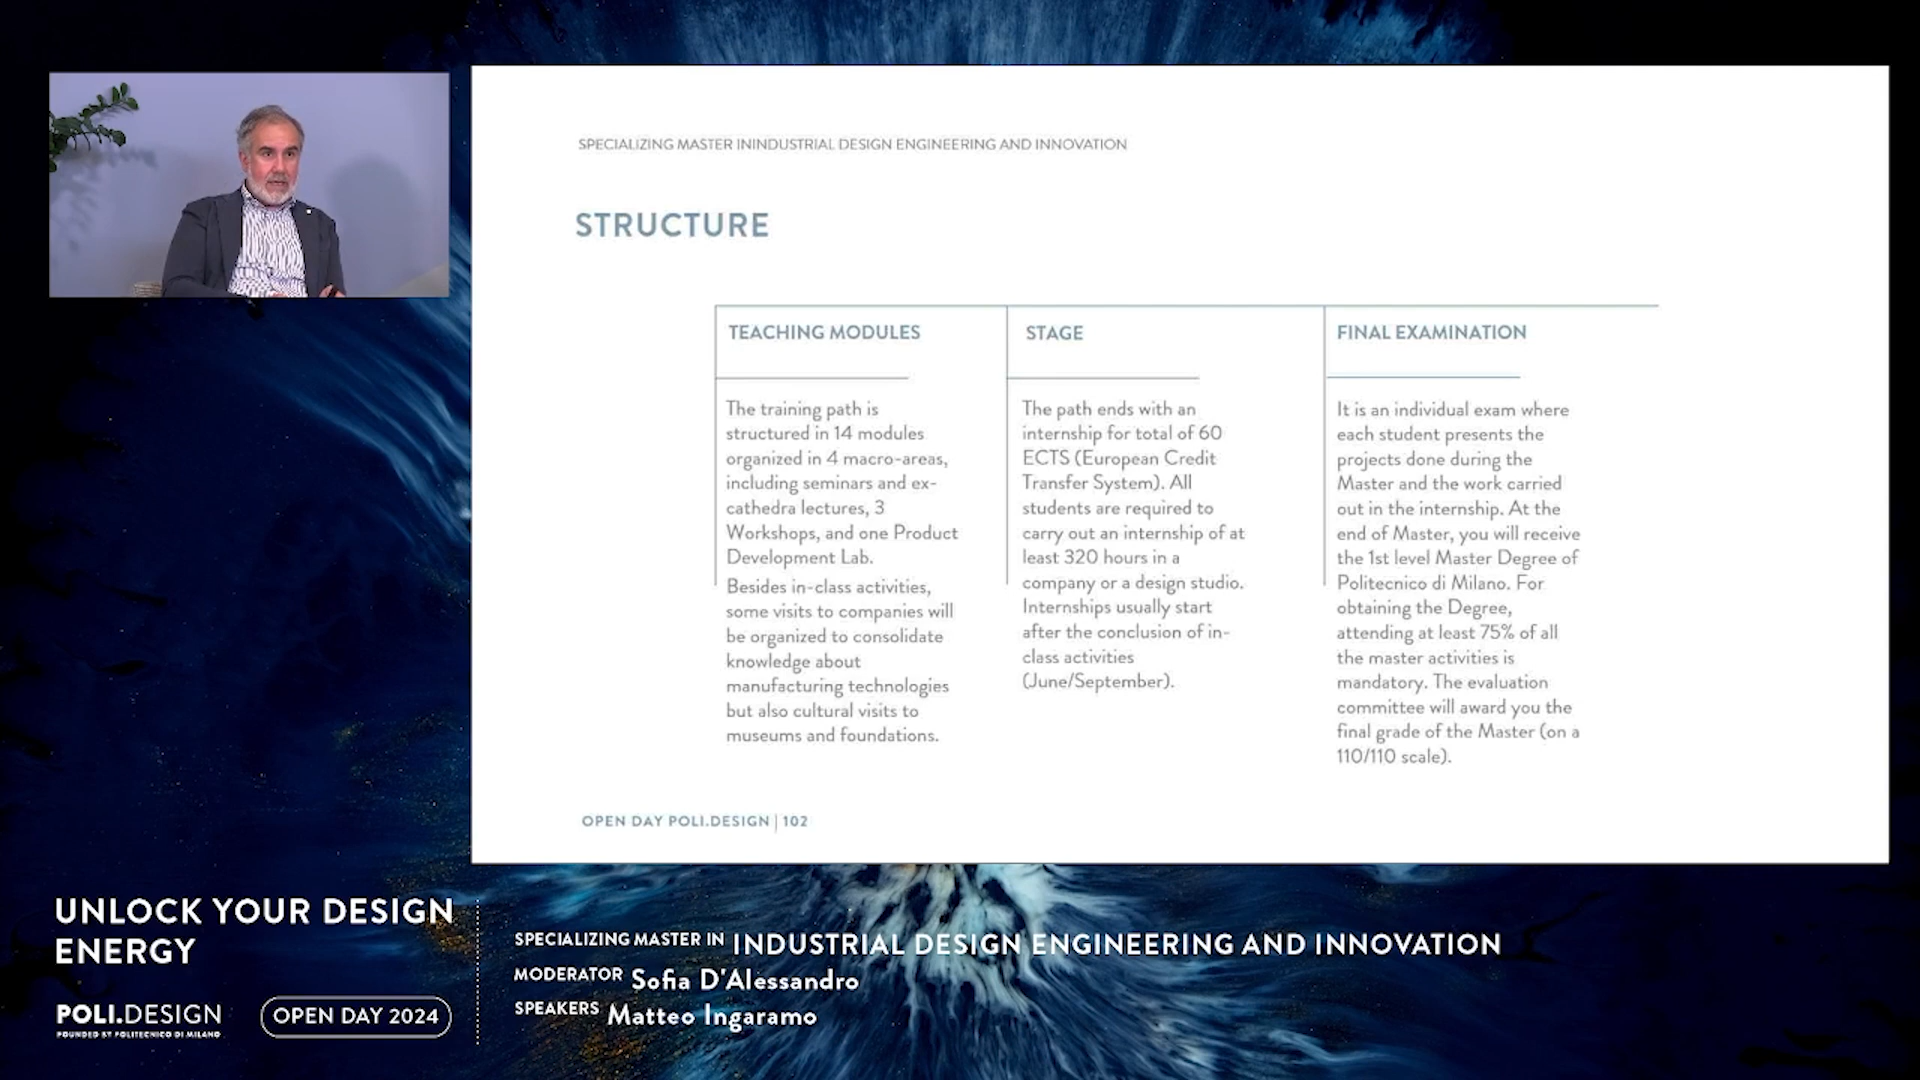 SPECIALIZING MASTER ININDUSTRIAL DESIGN ENGINEERING AND INNOVATION
STRUCTURE
TEACHING MODULES
The training path is
structured in 14 modules
organized in 4 macro-areas,
including seminars and ex-
cathedra lectures, 3
Workshops, and one Product
Development Lab.
Besides in-class activities,
some visits to companies will
be organized to consolidate
knowledge about
manufacturing technologies
but also cultural visits to
museums and foundations.
STAGE
The path ends with an
internship for total of 60
ECTS (European Credit
Transfer System). All
students are required to
carry out an internship of at
least 320 hours in a
company or a design studio.
Internships usually start
after the conclusion of in-
class activities
(June/September).
FINAL EXAMINATION
It is an individual exam where
each student presents the
projects done during the
Master and the work carried
out in the internship. At the
end of Master, you will receive
the 1st level Master Degree of
Politecnico di Milano. For
obtaining the Degree,
attending at least 75% of all
the master activities is
mandatory. The evaluation
committee will award you the
final grade of the Master (on a
110/110 scale).
OPEN DAY POLI.DESIGN | 102
UNLOCK YOUR DESIGN
ENERGY
POLI.DESIGN
FOUNDED BY POLITECNICO DI MILANO
OPEN DAY 2024
SPECIALIZING MASTER IN INDUSTRIAL DESIGN ENGINEERING AND INNOVATION
MODERATOR Sofia D'Alessandro
SPEAKERS Matteo Ingaramo